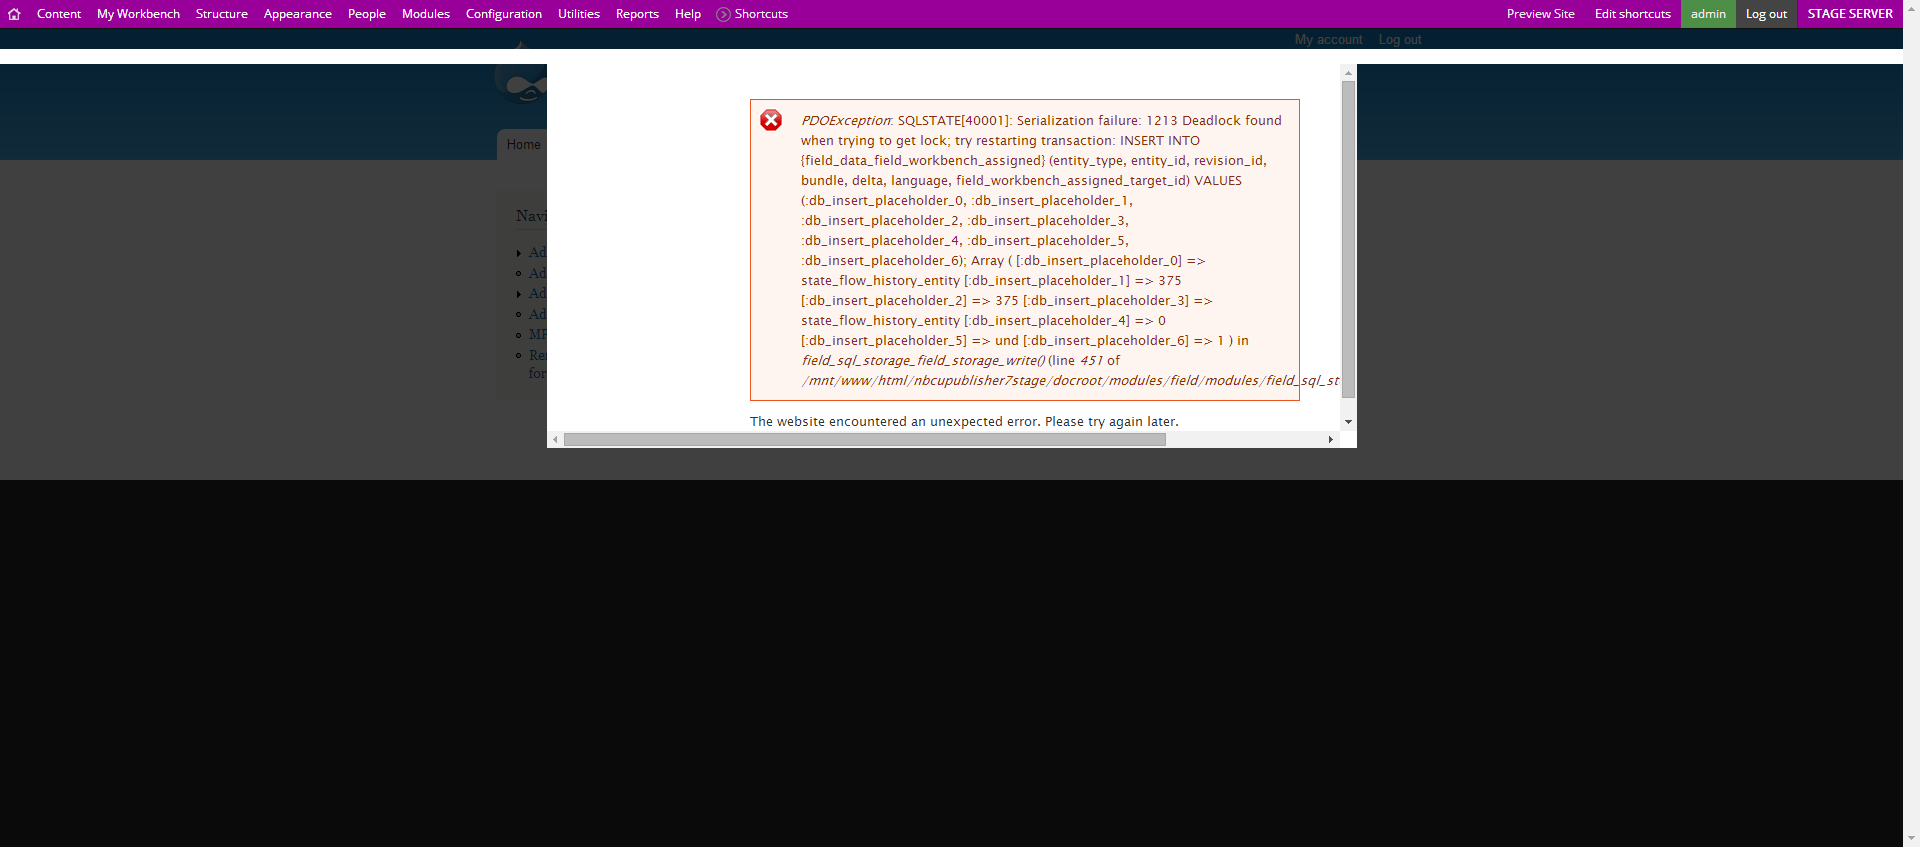 Content My Workbench Structure Appearance People Modules Configuration Utilities Reports Help Shortcuts Preview Site Edit shortcuts admin Log out STAGE SERVER
My account Log out
Home
PDOException: SQLSTATE[40001]: Serialization failure: 1213 Deadlock found
when trying to get lock; try restarting transaction: INSERT INTO
{field_data_field_workbench_assigned} (entity_type, entity_id, revision_id,
bundle, delta, language, field_workbench_assigned_target_id) VALUES
(:db_insert_placeholder_0, :db_insert_placeholder_1,
:db_insert_placeholder_2, :db_insert_placeholder_3,
:db_insert_placeholder_4, :db_insert_placeholder_5,
:db_insert_placeholder_6); Array ( [:db_insert_placeholder_0] =>
state_flow_history_entity [:db_insert_placeholder_1] => 375
[:db_insert_placeholder_2] => 375 [:db_insert_placeholder_3] =>
state_flow_history_entity [:db_insert_placeholder_4] => 0
[:db_insert_placeholder_5] => und [:db_insert_placeholder_6] => 1 ) in
field_sql_storage_field_storage_write() (line 451 of
/mnt/www/html/nbcupublisher7stage/docroot/modules/field/modules/field_sql_st
The website encountered an unexpected error. Please try again later.
Navi
Ad
Ad
Ad
Ad
for